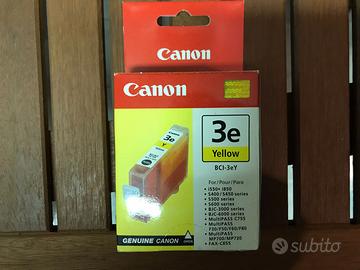 Canon
Canon
3e
Yellow
BCI-3eY
For/Pour/Para
• i550• i850
• S400/S450 series
• S500 series
• S600 series
• BJC-3000 series
• BJC-6000 series
• MultiPASS C755
• MultiPASS
F30/F50/F60/F80
• MultiPASS
MP700/MP730
• FAX-C855
3e
Y
GENUINE CANON
subito